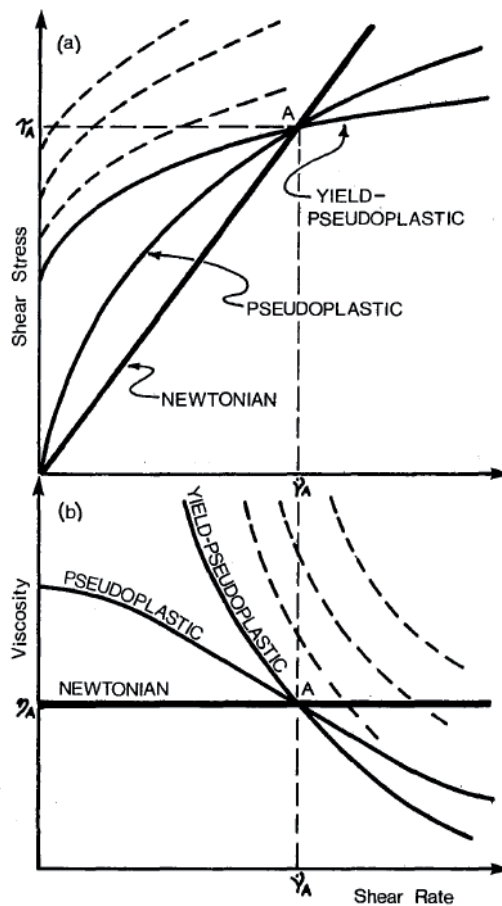 (a)
A
τA
YIELD-
PSEUDOPLASTIC
Shear Stress
PSEUDOPLASTIC
NEWTONIAN
γ̇A
(b)
YIELD-PSEUDOPLASTIC
PSEUDOPLASTIC
Viscosity
NEWTONIAN
A
ηA
γ̇A
Shear Rate